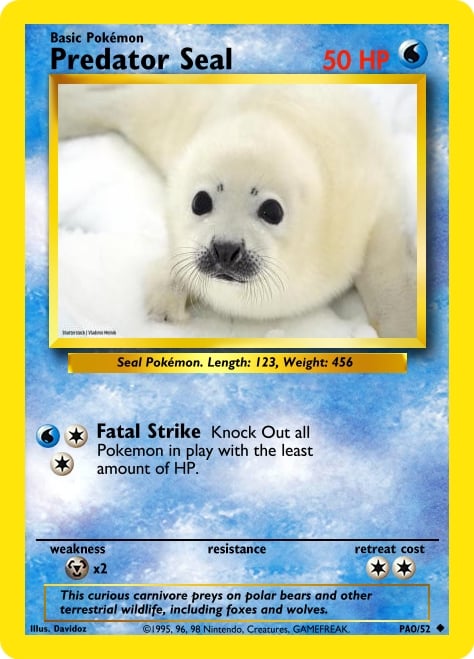 Basic Pokémon
Predator Seal 50 HP
Shutterstock | Vladimir Melnik
Seal Pokémon. Length: 123, Weight: 456
Fatal Strike Knock Out all
Pokemon in play with the least
amount of HP.
weakness resistance retreat cost
x2
This curious carnivore preys on polar bears and other
terrestrial wildlife, including foxes and wolves.
Illus. Davidoz ©1995, 96, 98 Nintendo, Creatures, GAMEFREAK. PAO/52